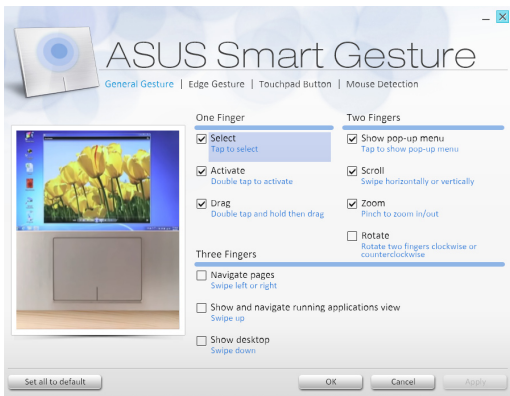 ASUS Smart Gesture
General Gesture | Edge Gesture | Touchpad Button | Mouse Detection
One Finger
Select
Tap to select
Activate
Double tap to activate
Drag
Double tap and hold then drag
Two Fingers
Show pop-up menu
Tap to show pop-up menu
Scroll
Swipe horizontally or vertically
Zoom
Pinch to zoom in/out
Rotate
Rotate two fingers clockwise or
counterclockwise
Three Fingers
Navigate pages
Swipe left or right
Show and navigate running applications view
Swipe up
Show desktop
Swipe down
Set all to default
OK
Cancel
Apply